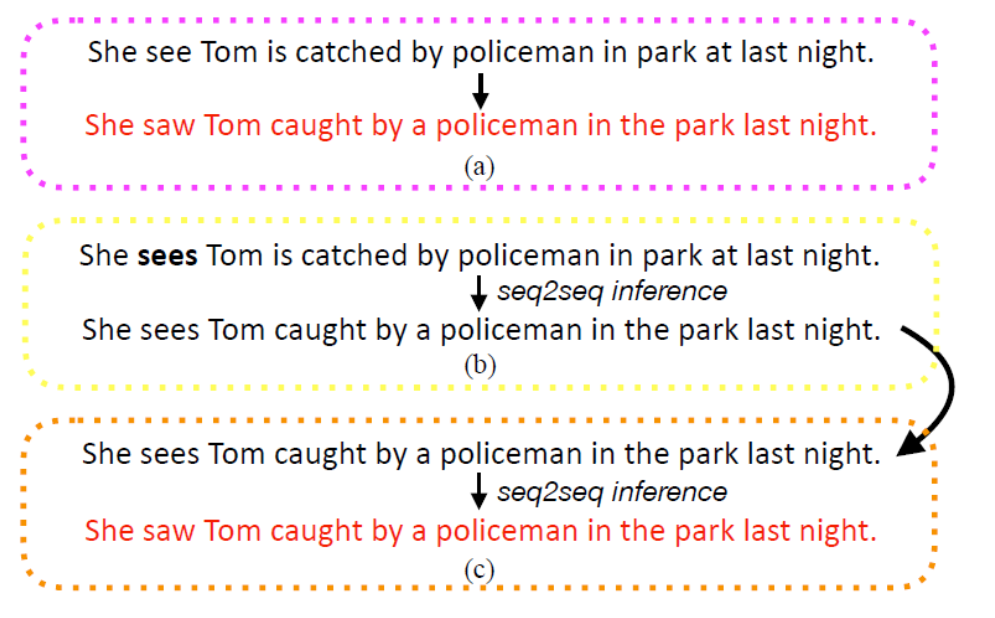 She see Tom is catched by policeman in park at last night.
She saw Tom caught by a policeman in the park last night.
(a)
She sees Tom is catched by policeman in park at last night.
seq2seq inference
She sees Tom caught by a policeman in the park last night.
(b)
She sees Tom caught by a policeman in the park last night.
seq2seq inference
She saw Tom caught by a policeman in the park last night.
(c)